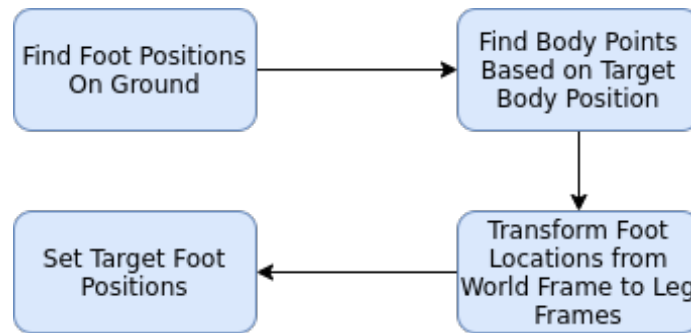 Find Foot Positions
On Ground
Find Body Points
Based on Target
Body Position
Transform Foot
Locations from
World Frame to Leg
Frames
Set Target Foot
Positions